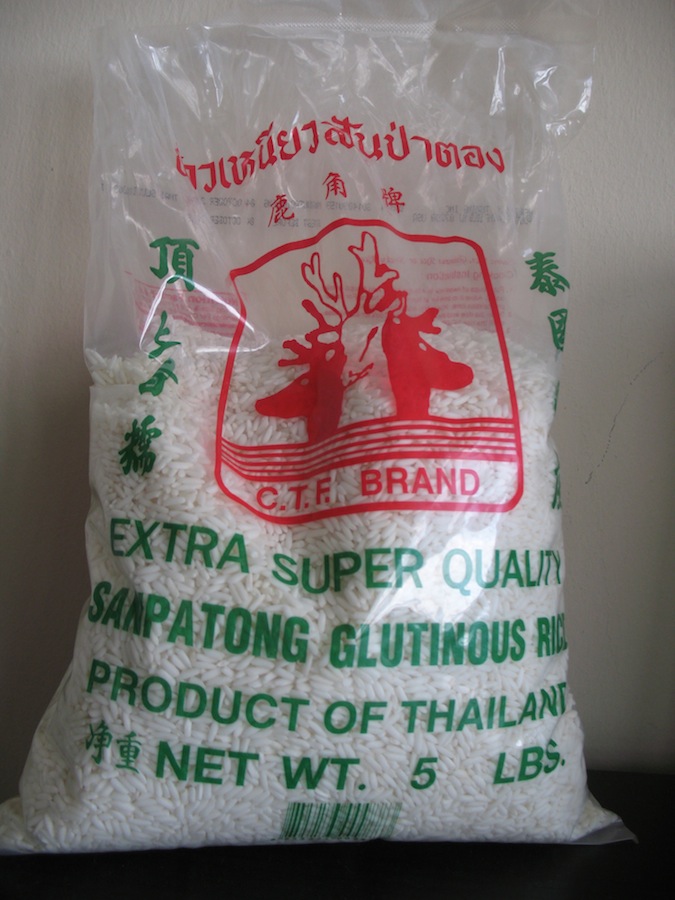 ข้าวเหนียวสันป่าตอง
鹿角牌
頂上香糯
泰國
C.T.F. BRAND
EXTRA SUPER QUALITY
SANPATONG GLUTINOUS RICE
PRODUCT OF THAILAND
净重 NET WT. 5 LBS.